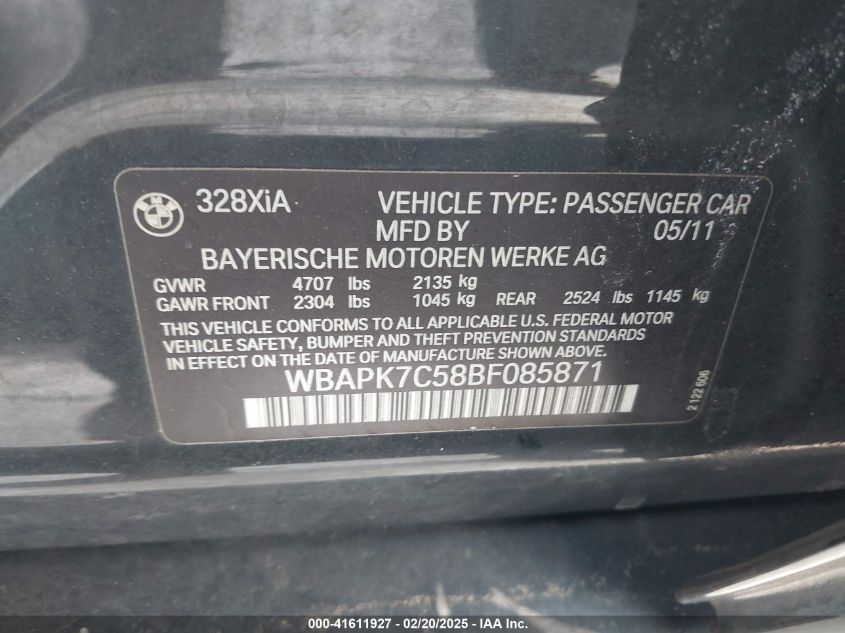 328XiA VEHICLE TYPE: PASSENGER CAR
MFD BY 05/11
BAYERISCHE MOTOREN WERKE AG
GVWR 4707 lbs 2135 kg
GAWR FRONT 2304 lbs 1045 kg REAR 2524 lbs 1145 kg
THIS VEHICLE CONFORMS TO ALL APPLICABLE U.S. FEDERAL MOTOR
VEHICLE SAFETY, BUMPER AND THEFT PREVENTION STANDARDS
IN EFFECT ON THE DATE OF MANUFACTURE SHOWN ABOVE.
WBAPK7C58BF085871
2 122 606
000-41611927 - 02/20/2025 - IAA Inc.